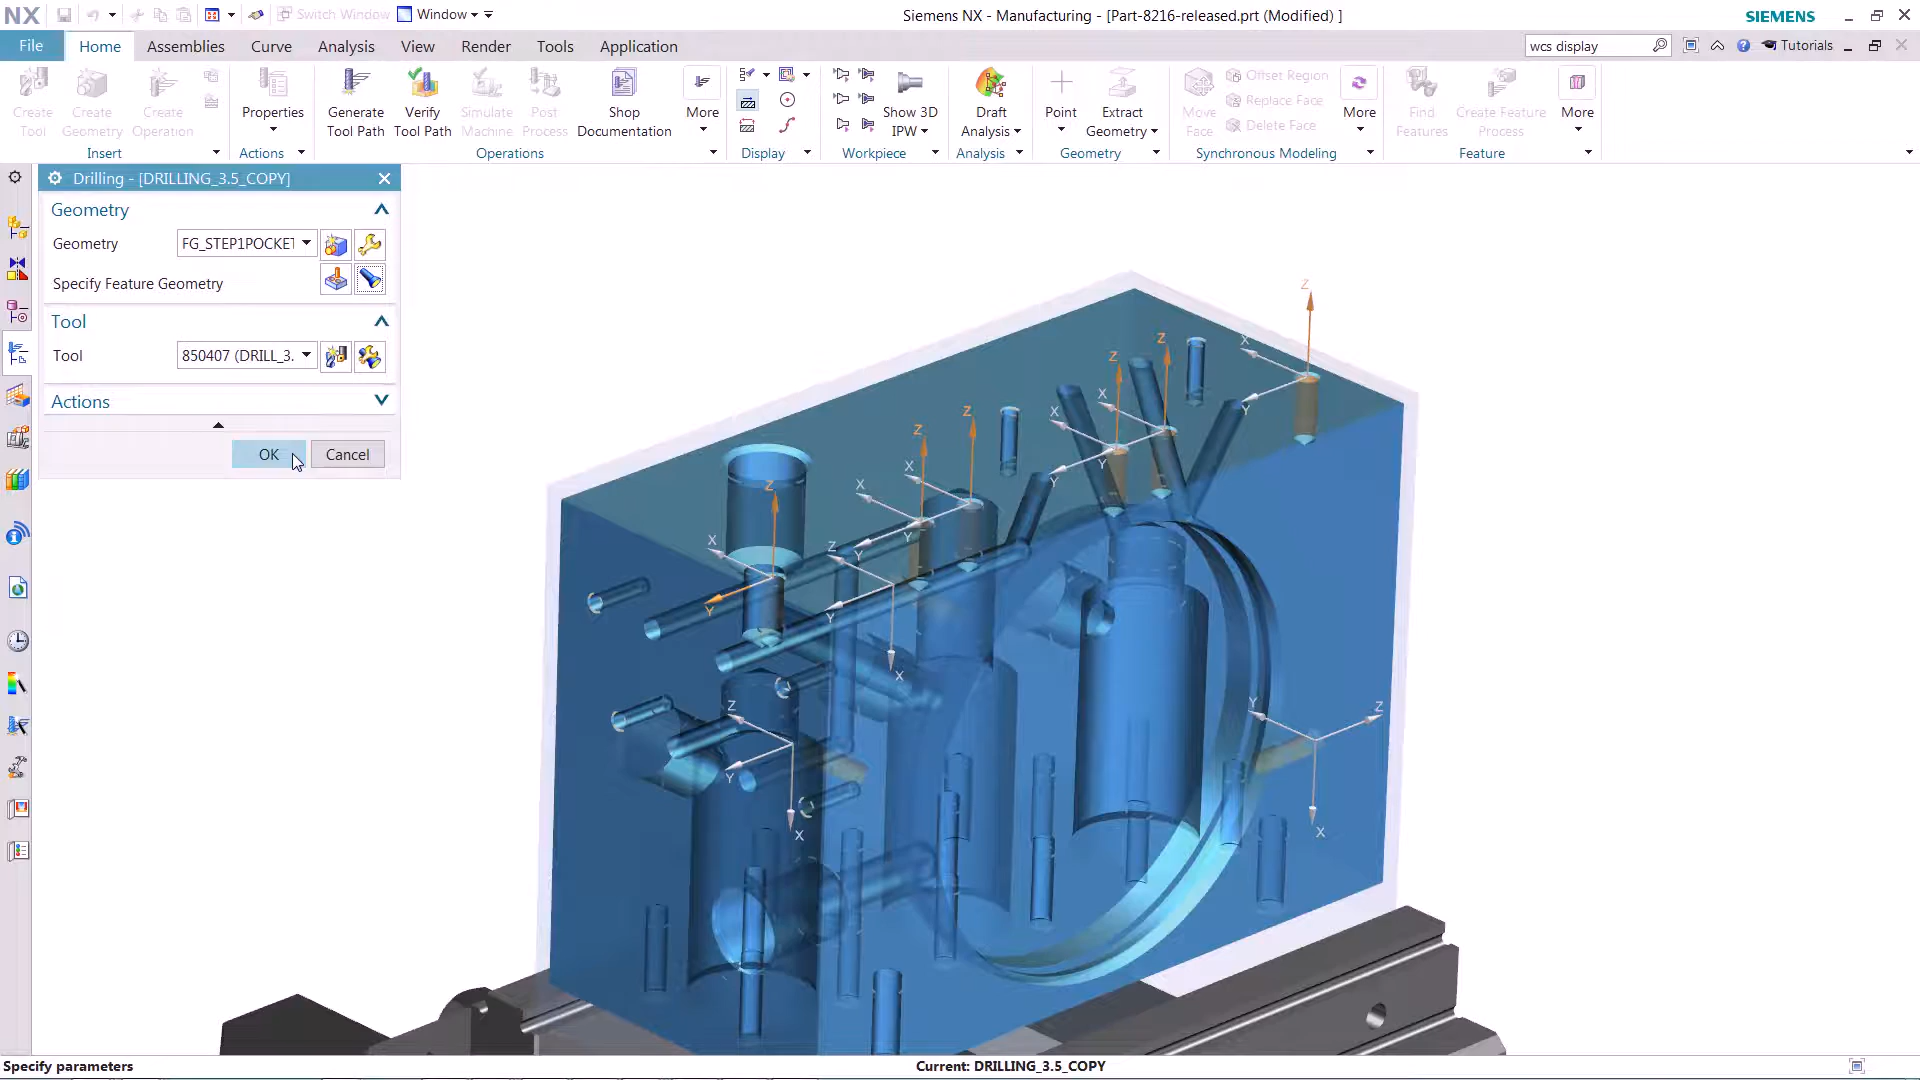 NX
Switch Window
Window
Siemens NX - Manufacturing - [Part-8216-released.prt (Modified) ]
SIEMENS
File
Home
Assemblies
Curve
Analysis
View
Render
Tools
Application
wcs display
Tutorials
Create Tool
Create Geometry
Create Operation
Properties
Generate Tool Path
Verify Tool Path
Simulate Machine
Post Process
Shop Documentation
More
Show 3D IPW
Draft Analysis
Point
Extract Geometry
Move Face
Offset Region
Replace Face
Delete Face
More
Find Features
Create Feature Process
More
Insert
Actions
Operations
Display
Workpiece
Analysis
Geometry
Synchronous Modeling
Feature
Drilling - [DRILLING_3.5_COPY]
Geometry
Geometry
FG_STEP1POCKET
Specify Feature Geometry
Tool
Tool
850407 (DRILL_3.
Actions
OK
Cancel
Z
X
Y
Z
X
Z
X
Y
Z
X
Z
X
Y
Z
X
Y
Z
Y
X
Z
Y
X
Y
Z
X
Specify parameters
Current: DRILLING_3.5_COPY